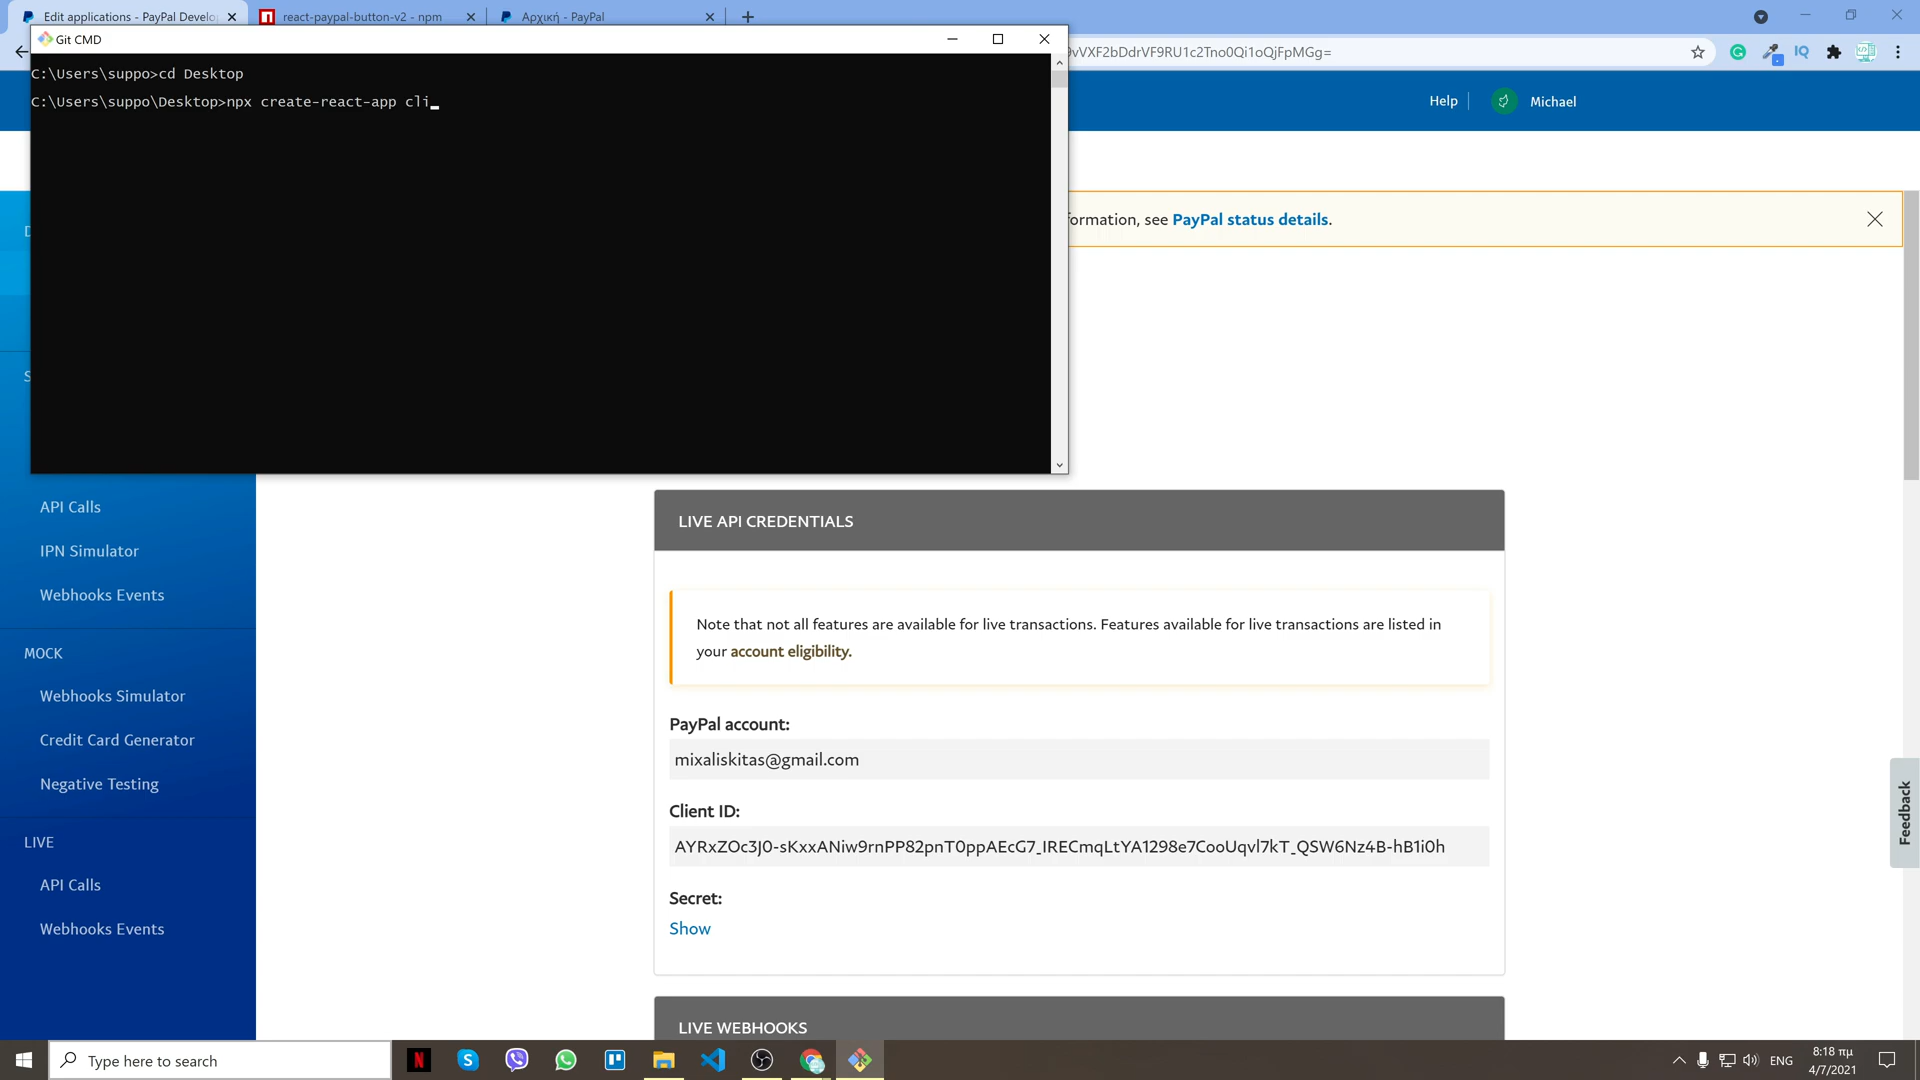 Edit applications - PayPal Develo
react-paypal-button-v2 - npm
Αρχική - PayPal
Git CMD
9vVXF2bDdrVF9RU1c2Tno0Qi1oQjFpMGg=
C:\Users\suppo>cd Desktop
C:\Users\suppo\Desktop>npx create-react-app cli
Help
Michael
formation, see PayPal status details.
API Calls
IPN Simulator
Webhooks Events
MOCK
Webhooks Simulator
Credit Card Generator
Negative Testing
LIVE
API Calls
Webhooks Events
LIVE API CREDENTIALS
Note that not all features are available for live transactions. Features available for live transactions are listed in
your account eligibility.
PayPal account:
mixaliskitas@gmail.com
Client ID:
AYRxZOc3J0-sKxxANiw9rnPP82pnT0ppAEcG7_IRECmqLtYA1298e7CooUqvl7kT_QSW6Nz4B-hB1i0h
Secret:
Show
LIVE WEBHOOKS
Feedback
Type here to search
ENG
8:18 πμ
4/7/2021